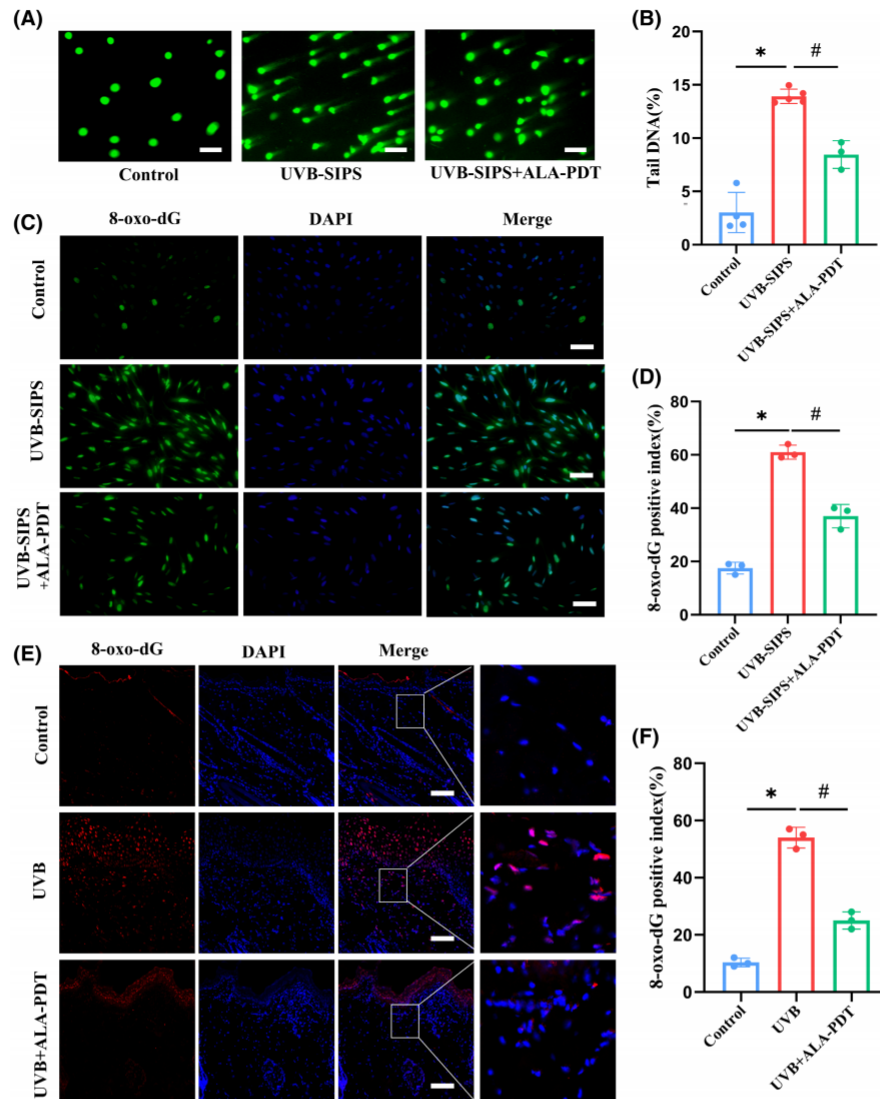 (A)
Control
UVB-SIPS
UVB-SIPS+ALA-PDT
(B)
Tail DNA(%)
20
15
10
5
0
*
#
Control
UVB-SIPS
UVB-SIPS+ALA-PDT
(C)
8-oxo-dG
DAPI
Merge
Control
UVB-SIPS
UVB-SIPS
+ALA-PDT
(D)
8-oxo-dG positive index(%)
80
60
40
20
0
*
#
Control
UVB-SIPS
UVB-SIPS+ALA-PDT
(E)
8-oxo-dG
DAPI
Merge
Control
UVB
UVB+ALA-PDT
(F)
8-oxo-dG positive index(%)
80
60
40
20
0
*
#
Control
UVB
UVB+ALA-PDT